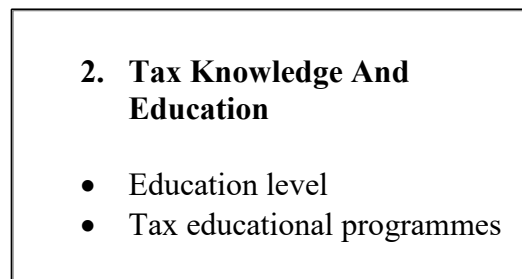 2. Tax Knowledge And
Education
• Education level
• Tax educational programmes